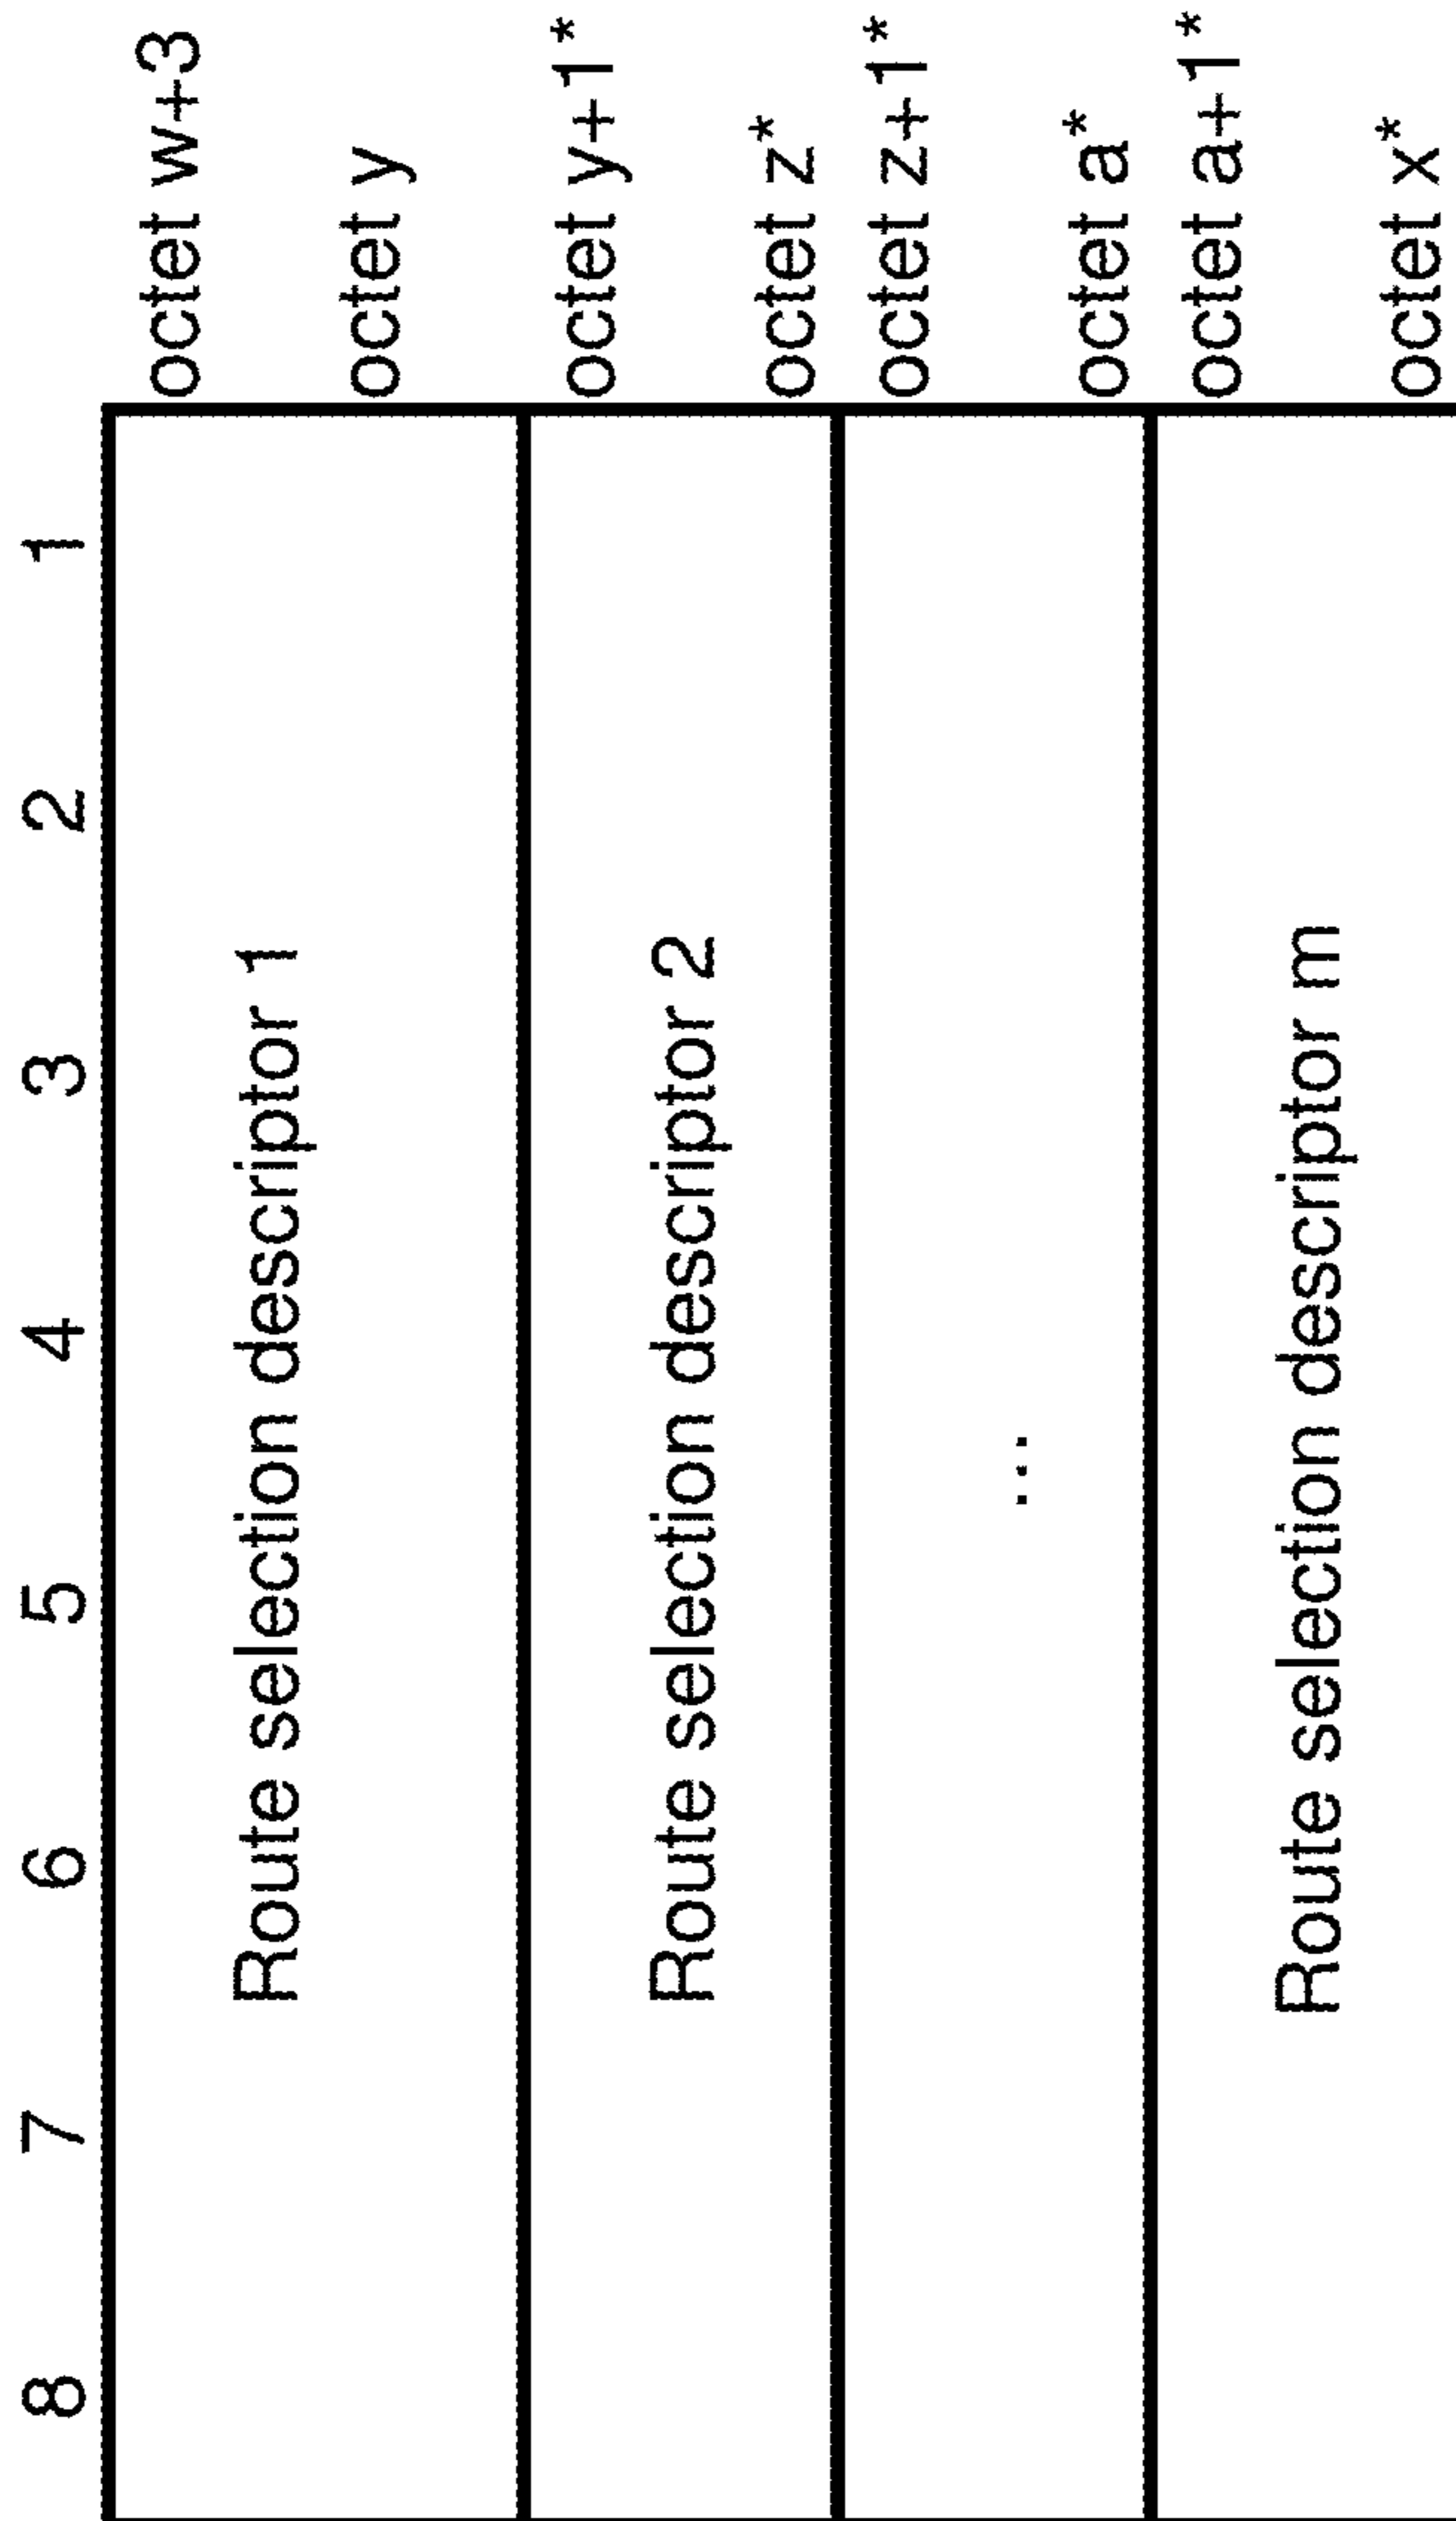 8 7 6 5 4 3 2 1
Route selection descriptor 1
octet w+3
octet y
Route selection descriptor 2
octet y+1*
octet z*
...
octet z+1*
octet a*
Route selection descriptor m
octet a+1*
octet x*